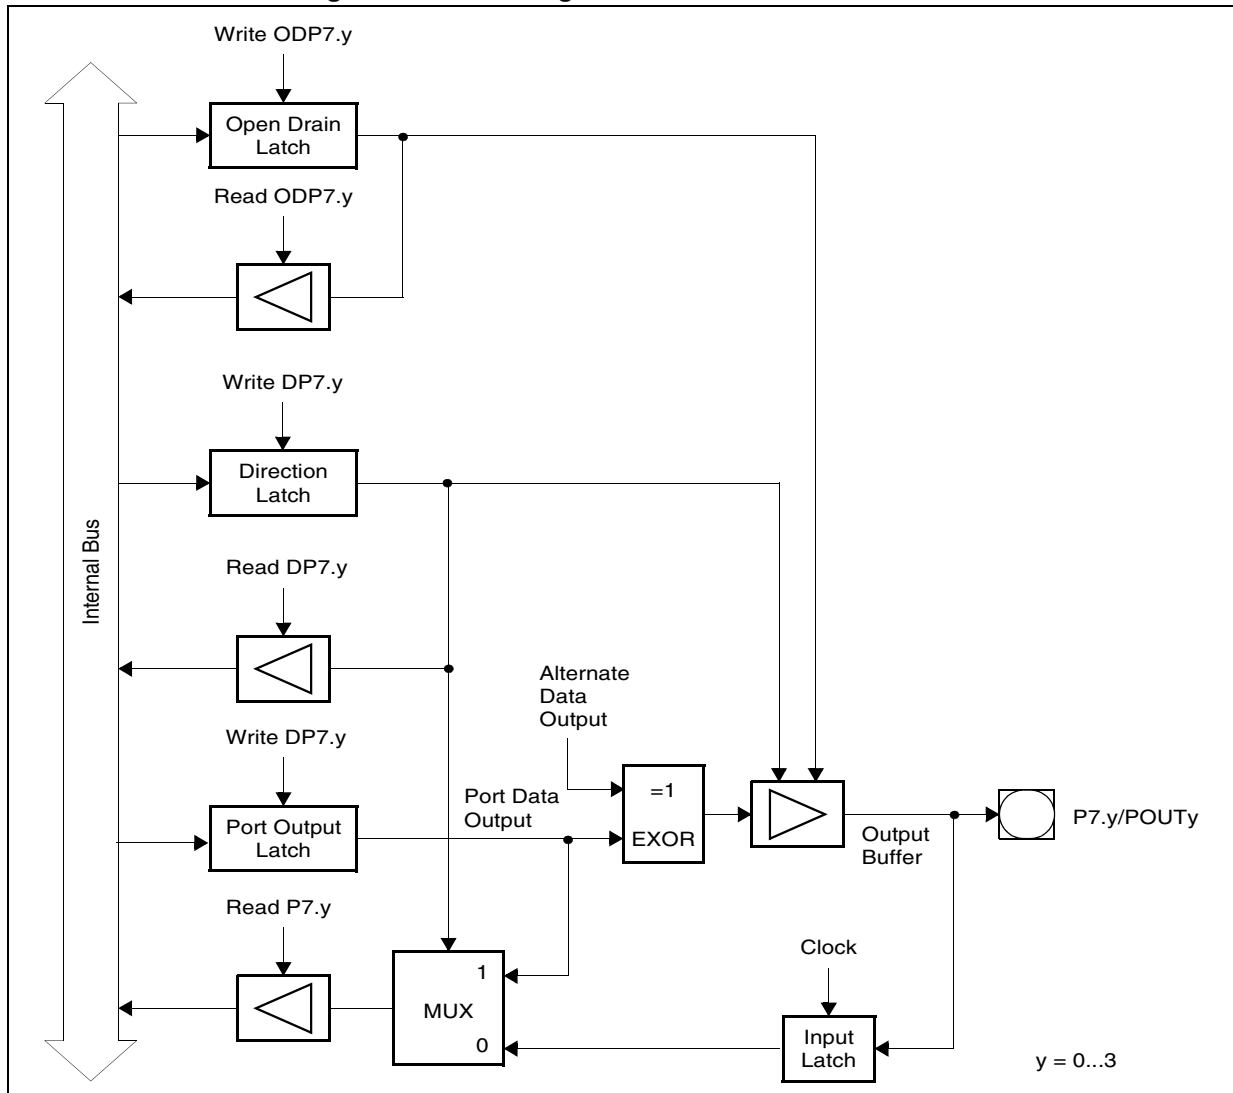 Write ODP7.y
Open Drain
Latch
Read ODP7.y
Write DP7.y
Direction
Latch
Internal Bus
Read DP7.y
Alternate
Data
Output
Write DP7.y
=1
EXOR
Port Data
Output
Port Output
Latch
Output
Buffer
P7.y/POUTy
Read P7.y
1
MUX
0
Clock
Input
Latch
y = 0...3